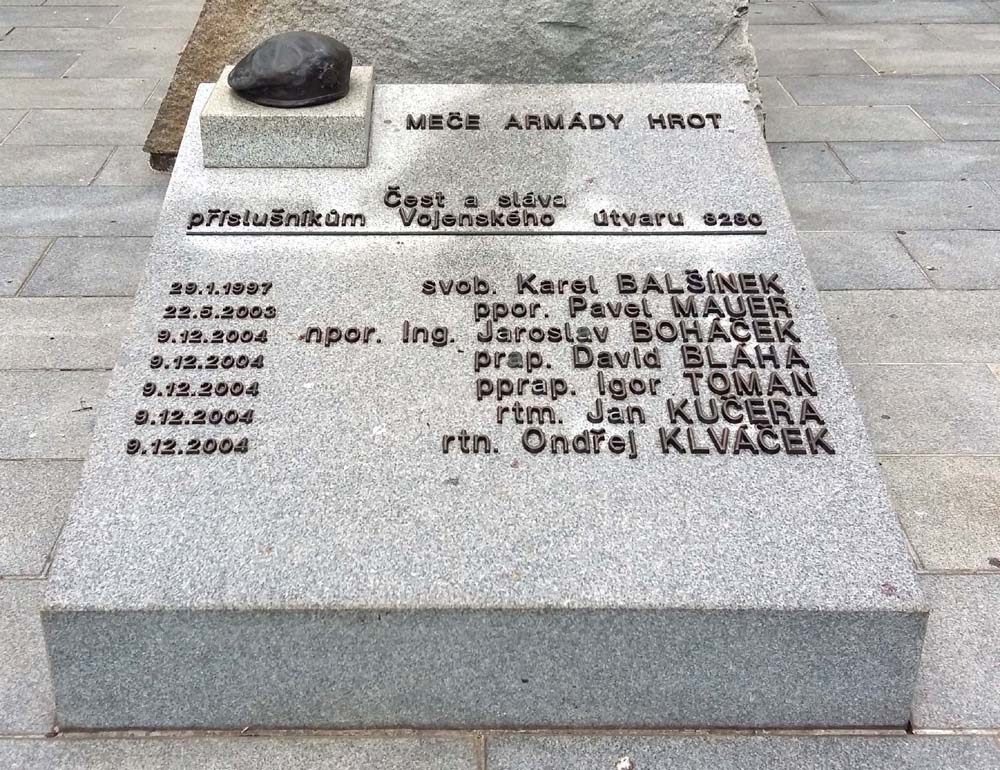 MEČE ARMÁDY HROT
Čest a sláva
příslušníkům Vojenského útvaru 8280
29.1.1997 svob. Karel BALŠÍNEK
22.5.2003 ppor. Pavel MAUER
9.12.2004 npor. Ing. Jaroslav BOHÁČEK
9.12.2004 prap. David BLÁHA
9.12.2004 pprap. Igor TOMAN
9.12.2004 rtm. Jan KUČERA
9.12.2004 rtn. Ondřej KLVÁČEK